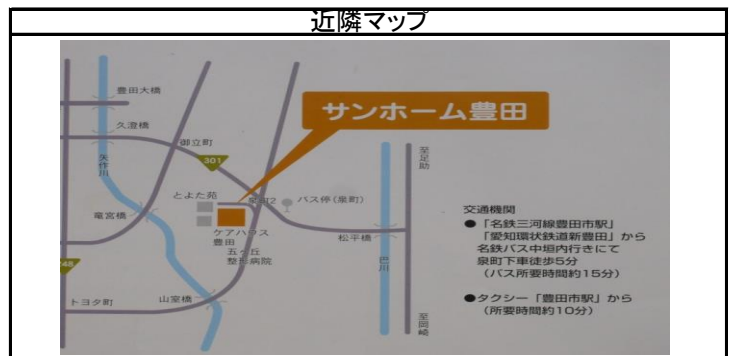 近隣マップ
サンホーム豊田
豊田大橋
久澄橋
御立町
矢作川
301
至足助
とよた苑
泉町2
バス停(泉町)
竜宮橋
ケアハウス
豊田
五ヶ丘
整形病院
松平橋
巴川
248
トヨタ町
山室橋
至岡崎
交通機関
●「名鉄三河線豊田市駅」
「愛知環状鉄道新豊田」から
名鉄バス中垣内行きにて
泉町下車徒歩5分
(バス所要時間約15分)
●タクシー「豊田市駅」から
(所要時間約10分)